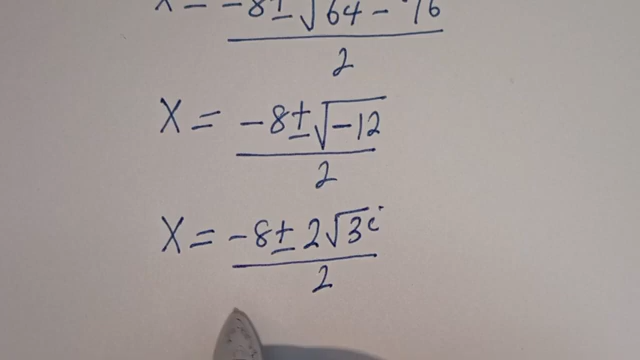 X = -8 ± √64 - 76
2
X = -8 ± √-12
2
X = -8 ± 2√3i
2